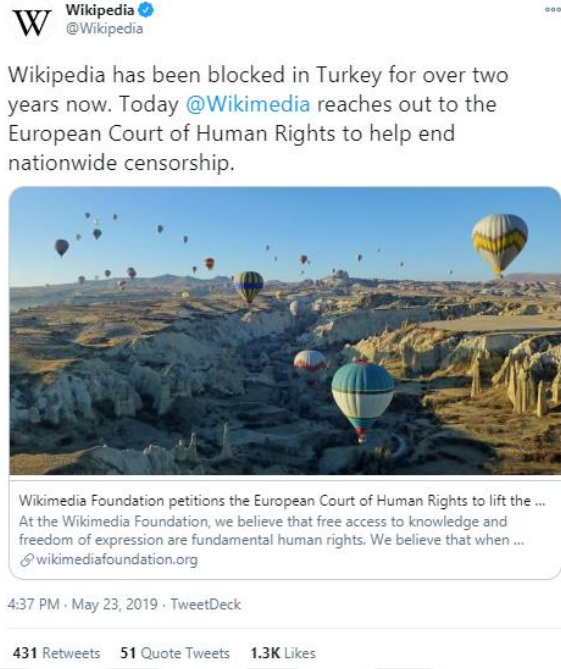 Wikipedia
@Wikipedia
Wikipedia has been blocked in Turkey for over two
years now. Today @Wikimedia reaches out to the
European Court of Human Rights to help end
nationwide censorship.
Wikimedia Foundation petitions the European Court of Human Rights to lift the ...
At the Wikimedia Foundation, we believe that free access to knowledge and
freedom of expression are fundamental human rights. We believe that when ...
wikimediafoundation.org
4:37 PM · May 23, 2019 · TweetDeck
431 Retweets 51 Quote Tweets 1.3K Likes